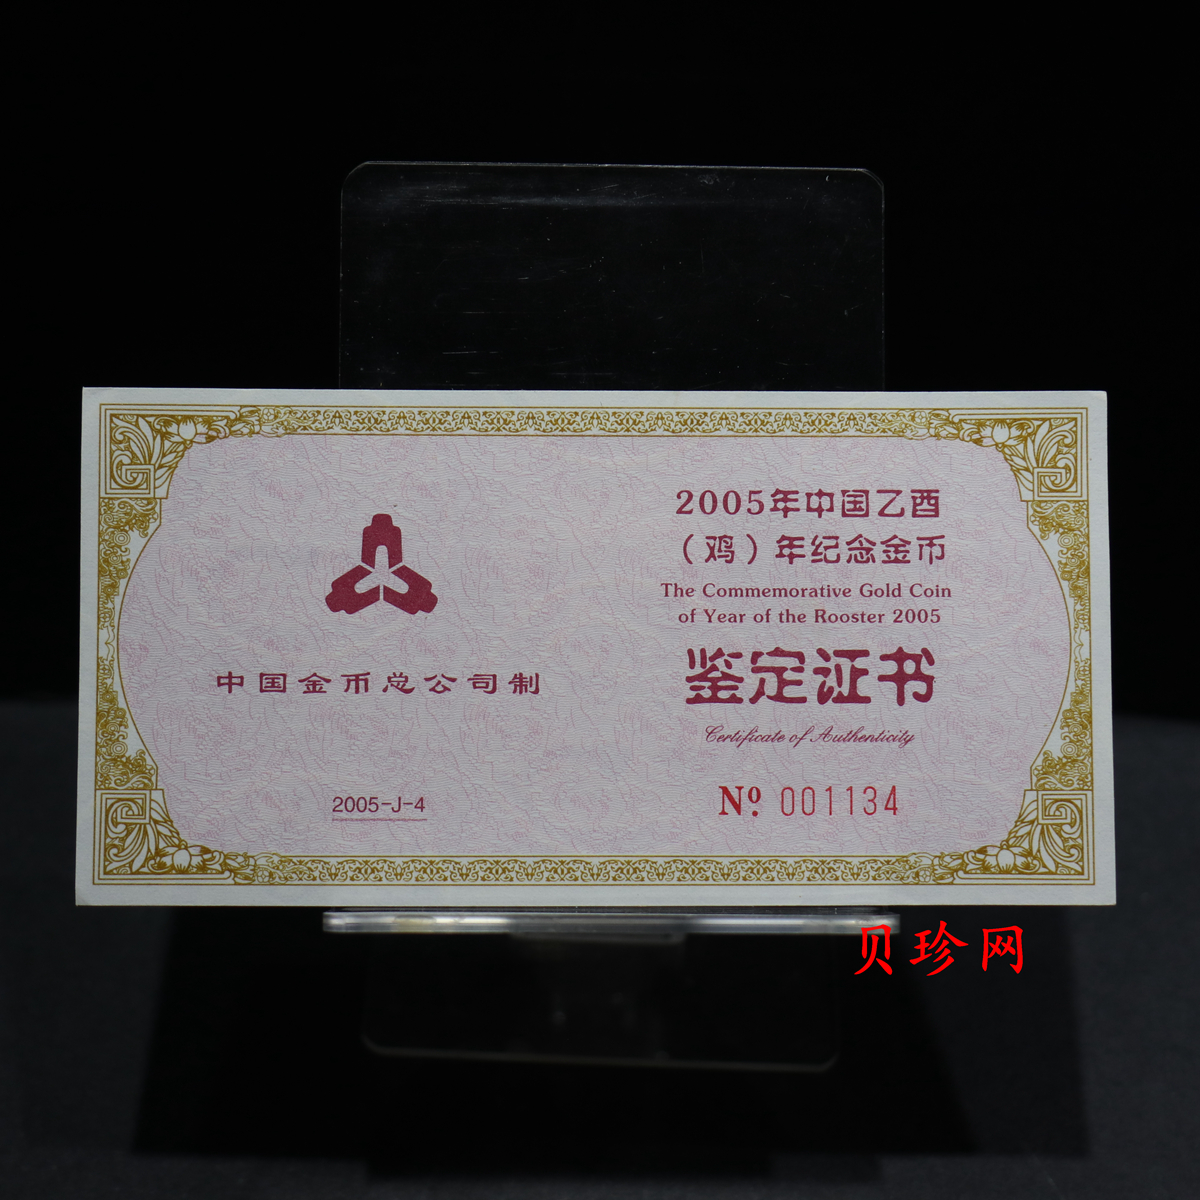 中国金币总公司制
2005-J-4
2005年中国乙酉
（鸡）年纪念金币
The Commemorative Gold Coin
of Year of the Rooster 2005
鉴定证书
Certificate of Authenticity
Nº 001134
贝珍网